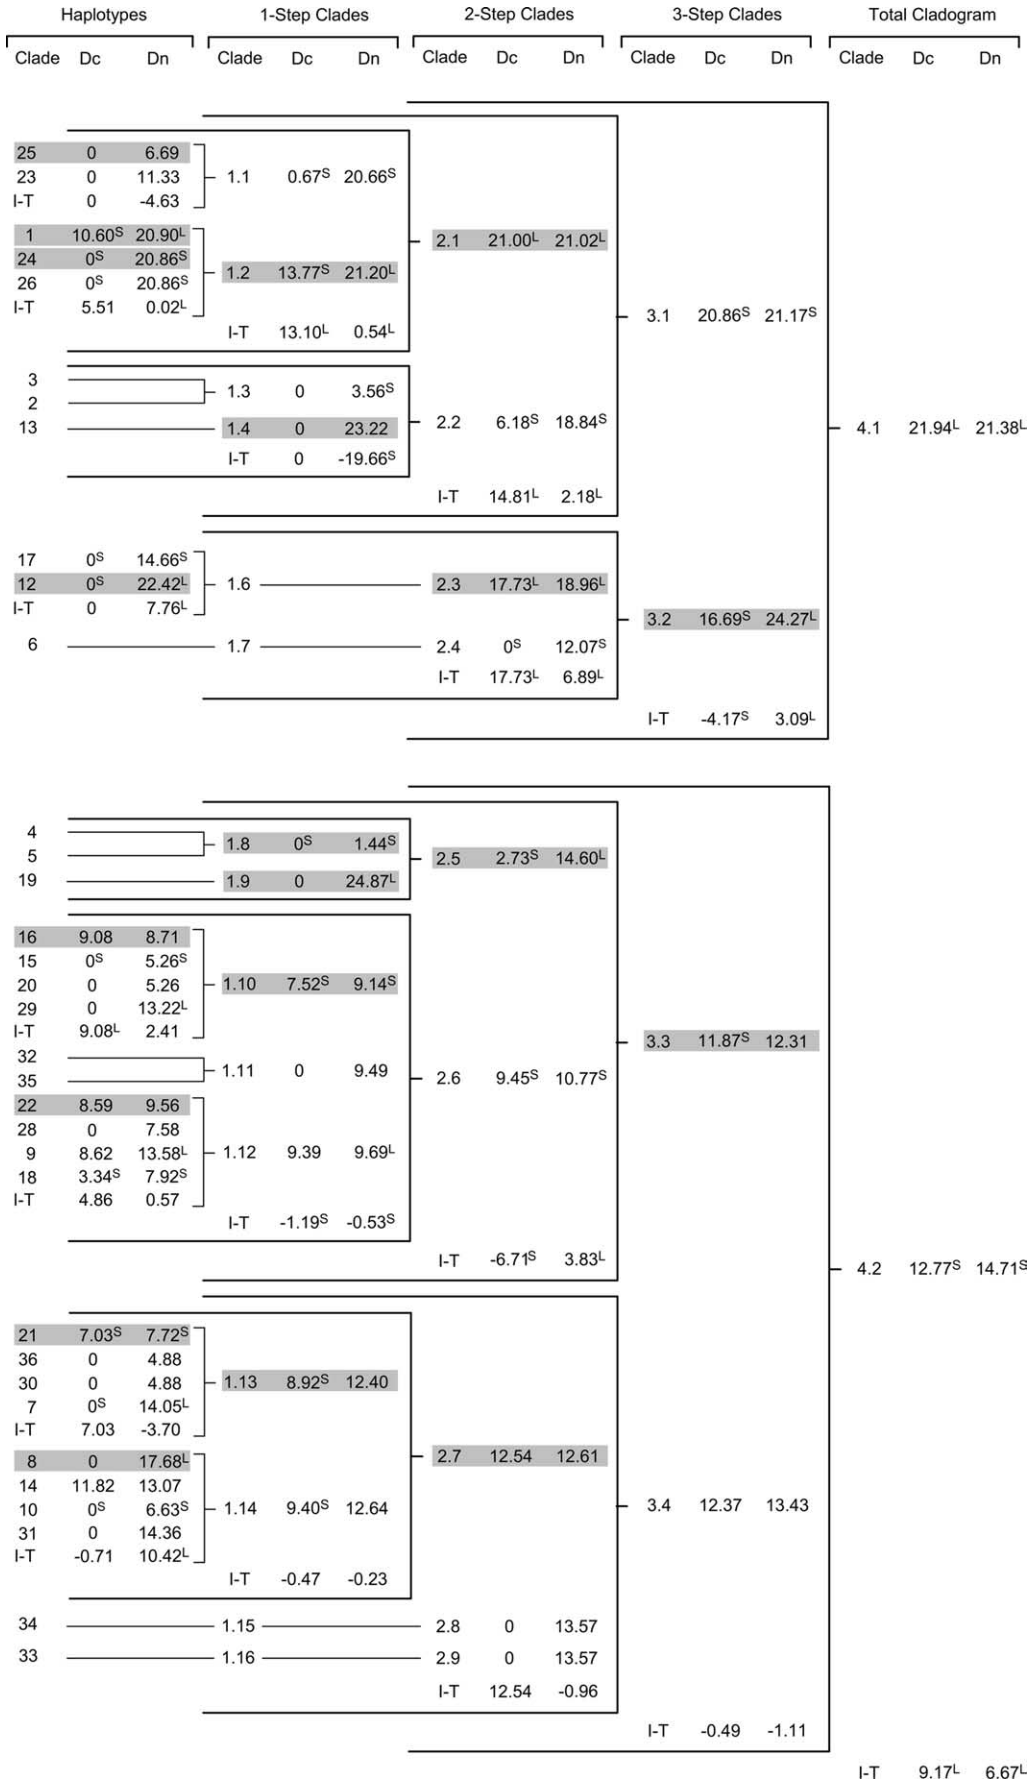 Haplotypes 1-Step Clades 2-Step Clades 3-Step Clades Total Cladogram
Clade Dc Dn Clade Dc Dn Clade Dc Dn Clade Dc Dn Clade Dc Dn
25 0 6.69
23 0 11.33 1.1 0.67S 20.66S
I-T 0 -4.63
1 10.60S 20.90L 2.1 21.00L 21.02L
24 0S 20.86S
1.2 13.77S 21.20L
26 0S 20.86S
I-T 5.51 0.02L
3.1 20.86S 21.17S
I-T 13.10L 0.54L
3
1.3 0 3.56S
2
2.2 6.18S 18.84S
13 1.4 0 23.22 4.1 21.94L 21.38L
I-T 0 -19.66S
I-T 14.81L 2.18L
17 0S 14.66S
12 0S 22.42L 1.6 2.3 17.73L 18.96L
I-T 0 7.76L
3.2 16.69S 24.27L
6 1.7 2.4 0S 12.07S
I-T 17.73L 6.89L
I-T -4.17S 3.09L
4
1.8 0S 1.44S
5
2.5 2.73S 14.60L
19 1.9 0 24.87L
16 9.08 8.71
15 0S 5.26S
20 0 5.26 1.10 7.52S 9.14S
29 0 13.22L
I-T 9.08L 2.41
3.3 11.87S 12.31
32
1.11 0 9.49
35
2.6 9.45S 10.77S
22 8.59 9.56
28 0 7.58
9 8.62 13.58L 1.12 9.39 9.69L
18 3.34S 7.92S
I-T 4.86 0.57
I-T -1.19S -0.53S
I-T -6.71S 3.83L
4.2 12.77S 14.71S
21 7.03S 7.72S
36 0 4.88
30 0 4.88 1.13 8.92S 12.40
7 0S 14.05L
I-T 7.03 -3.70
2.7 12.54 12.61
8 0 17.68L
14 11.82 13.07
10 0S 6.63S 1.14 9.40S 12.64 3.4 12.37 13.43
31 0 14.36
I-T -0.71 10.42L
I-T -0.47 -0.23
34 1.15 2.8 0 13.57
33 1.16 2.9 0 13.57
I-T 12.54 -0.96
I-T -0.49 -1.11
I-T 9.17L 6.67L